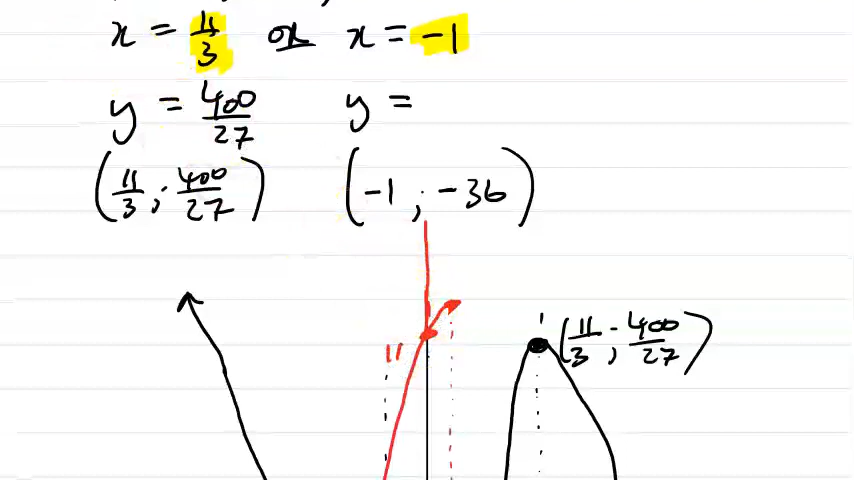 x = 11/3 or x = -1
y = 400/27 y =
(11/3 ; 400/27) (-1 ; -36)
(11/3 ; 400/27)
11